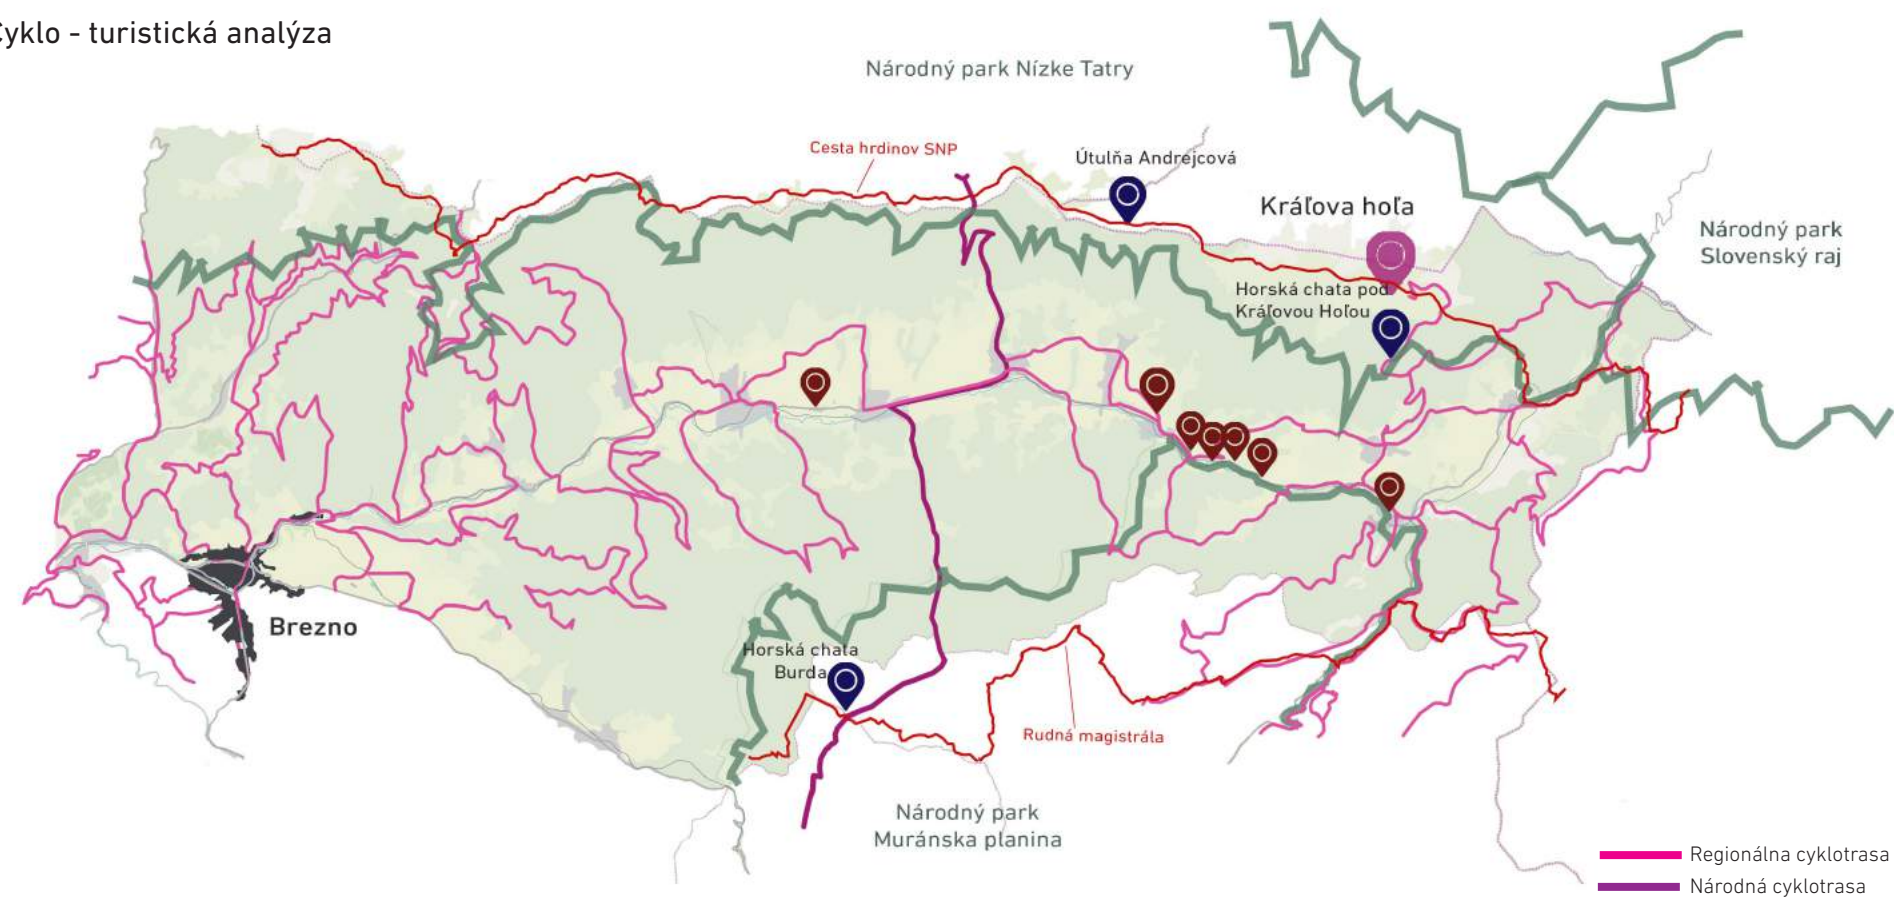 Cyklo - turistická analýza
Národný park Nízke Tatry
Cesta hrdinov SNP
Útulňa Andrejcová
Kráľova hoľa
Národný park
Slovenský raj
Horská chata pod
Kráľovou Hoľou
Brezno
Horská chata
Burda
Rudná magistrála
Národný park
Muránska planina
Regionálna cyklotrasa
Národná cyklotrasa